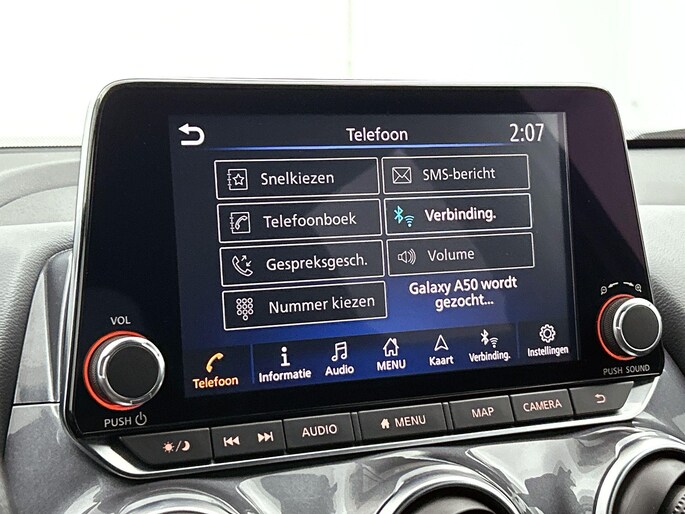 Telefoon 2:07
Snelkiezen SMS-bericht
Telefoonboek Verbinding.
Gespreksgesch. Volume
Nummer kiezen
Galaxy A50 wordt
gezocht...
Telefoon Informatie Audio MENU Kaart Verbinding. Instellingen
VOL
PUSH
PUSH SOUND
AUDIO MENU MAP CAMERA